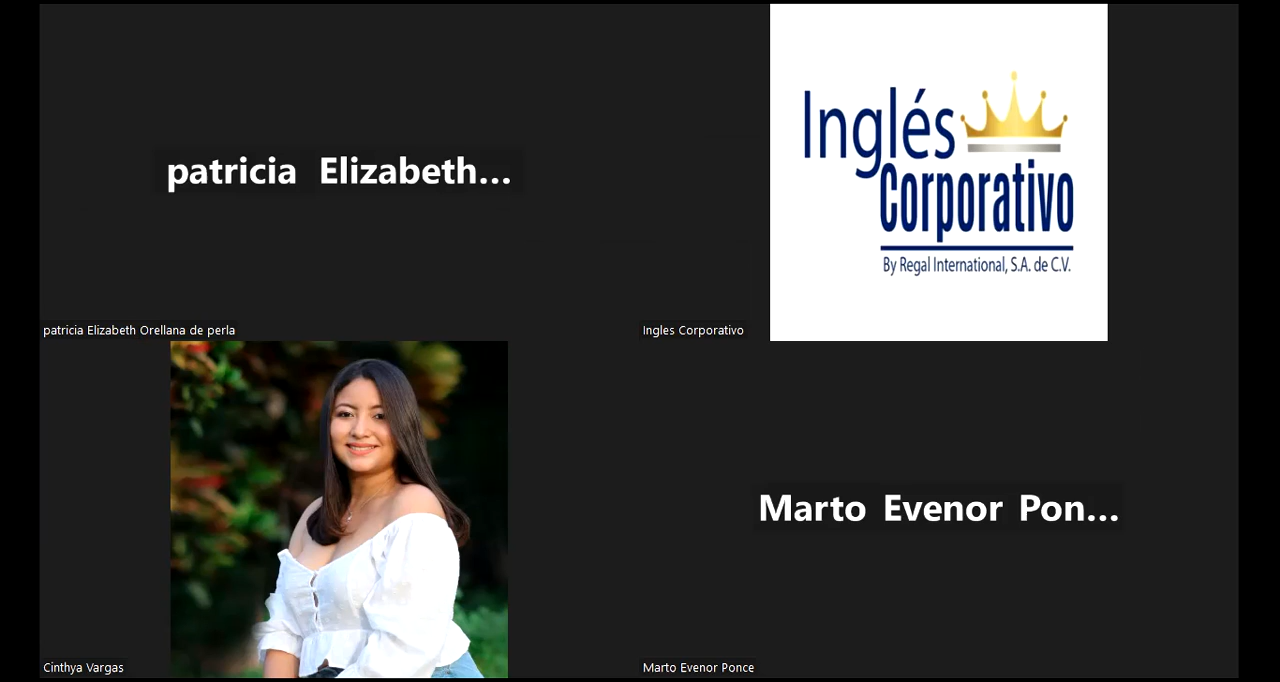 patricia Elizabeth...
patricia Elizabeth Orellana de perla
Inglés
Corporativo
By Regal International, S.A. de C.V.
Ingles Corporativo
Cinthya Vargas
Marto Evenor Pon...
Marto Evenor Ponce